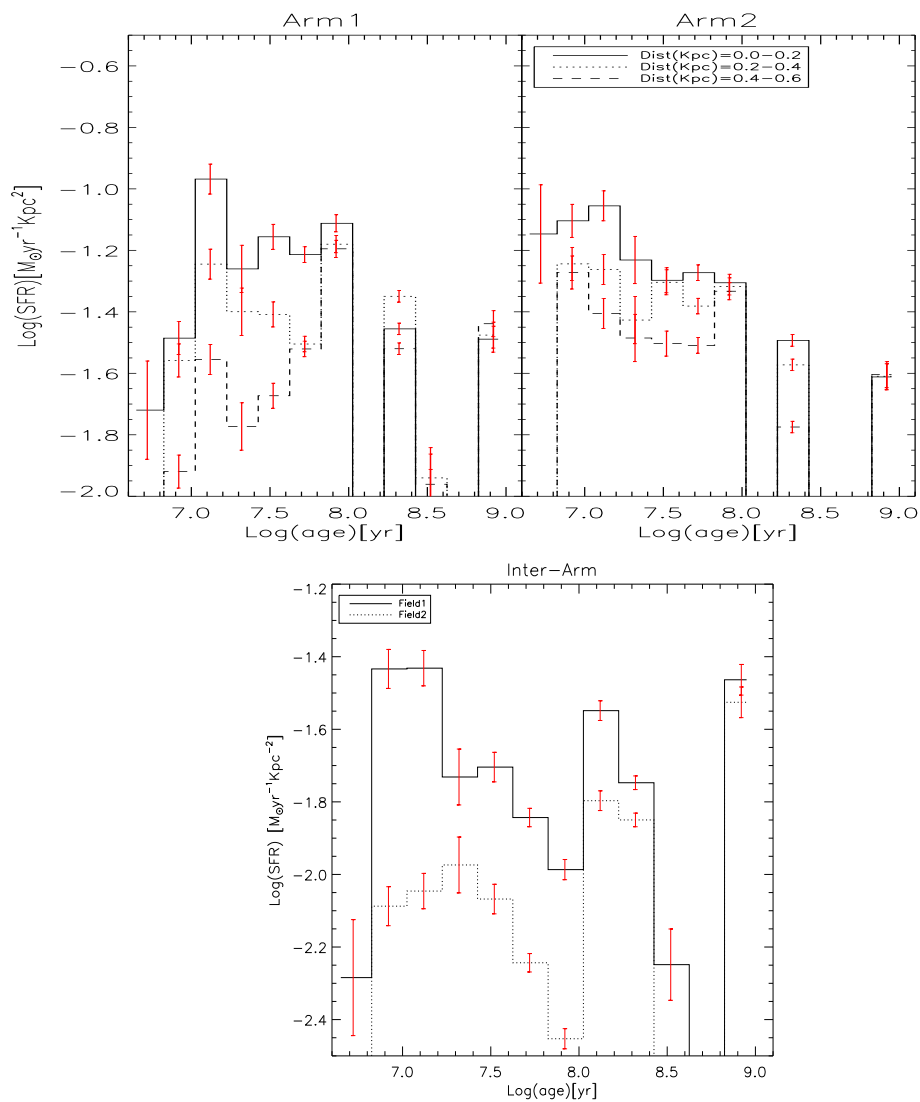 Arm1
Arm2
−0.6
−0.8
−1.0
−1.2
−1.4
−1.6
−1.8
−2.0
Log(SFR)[M⊙yr⁻¹Kpc²]
Dist(Kpc)=0.0−0.2
Dist(Kpc)=0.2−0.4
Dist(Kpc)=0.4−0.6
7.0 7.5 8.0 8.5 9.0
7.0 7.5 8.0 8.5 9.0
Log(age)[yr]
Log(age)[yr]
Inter−Arm
Field1
Field2
−1.2
−1.4
−1.6
−1.8
−2.0
−2.2
−2.4
Log(SFR) [M⊙yr⁻¹Kpc⁻²]
7.0 7.5 8.0 8.5 9.0
Log(age)[yr]